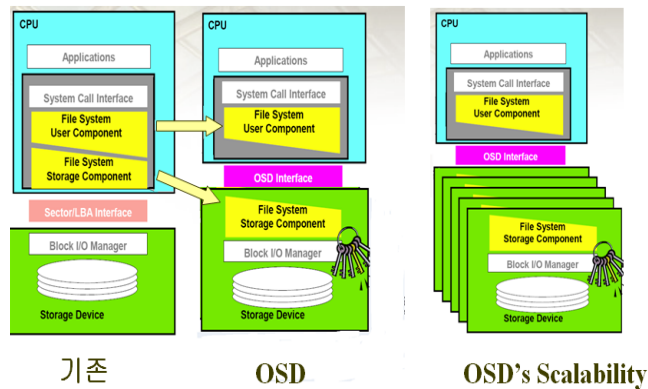 CPU
Applications
System Call Interface
File System
User Component
File System
Storage Component
Sector/LBA Interface
Block I/O Manager
Storage Device
기존
CPU
Applications
System Call Interface
File System
User Component
OSD Interface
File System
Storage Component
Block I/O Manager
Storage Device
OSD
CPU
Applications
System Call Interface
File System
User Component
OSD Interface
File System
Storage Component
Block I/O Manager
Storage Device
OSD's Scalability